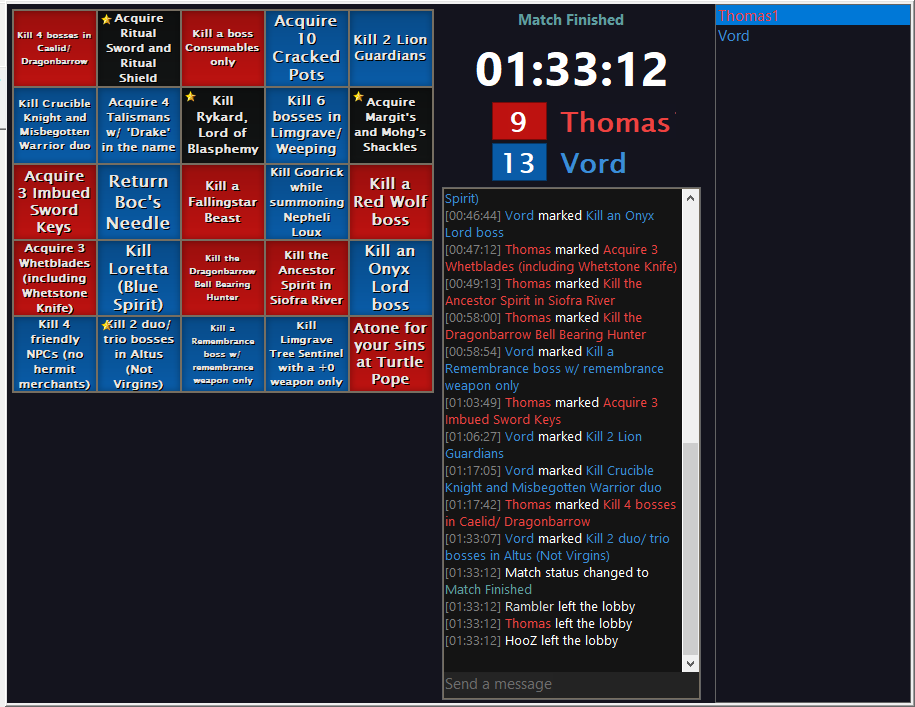 Kill 4 bosses in
Caelid/
Dragonbarrow
Acquire
Ritual
Sword and
Ritual
Shield
Kill a boss
Consumables
only
Acquire
10
Cracked
Pots
Kill 2 Lion
Guardians
Kill Crucible
Knight and
Misbegotten
Warrior duo
Acquire 4
Talismans
w/ 'Drake'
in the name
Kill
Rykard,
Lord of
Blasphemy
Kill 6
bosses in
Limgrave/
Weeping
Acquire
Margit's
and Mohg's
Shackles
Acquire
3 Imbued
Sword
Keys
Return
Boc's
Needle
Kill a
Fallingstar
Beast
Kill Godrick
while
summoning
Nepheli
Loux
Kill a
Red Wolf
boss
Acquire 3
Whetblades
(including
Whetstone
Knife)
Kill
Loretta
(Blue
Spirit)
Kill the
Dragonbarrow
Bell Bearing
Hunter
Kill the
Ancestor
Spirit in
Siofra River
Kill an
Onyx
Lord
boss
Kill 4
friendly
NPCs (no
hermit
merchants)
Kill 2 duo/
trio bosses
in Altus
(Not
Virgins)
Kill a
Remembrance
boss w/
remembrance
weapon only
Kill
Limgrave
Tree Sentinel
with a +0
weapon only
Atone for
your sins
at Turtle
Pope
Match Finished
01:33:12
9 Thomas
13 Vord
Spirit)
[00:46:44] Vord marked Kill an Onyx
Lord boss
[00:47:12] Thomas marked Acquire 3
Whetblades (including Whetstone Knife)
[00:49:13] Thomas marked Kill the
Ancestor Spirit in Siofra River
[00:58:00] Thomas marked Kill the
Dragonbarrow Bell Bearing Hunter
[00:58:54] Vord marked Kill a
Remembrance boss w/ remembrance
weapon only
[01:03:49] Thomas marked Acquire 3
Imbued Sword Keys
[01:06:27] Vord marked Kill 2 Lion
Guardians
[01:17:05] Vord marked Kill Crucible
Knight and Misbegotten Warrior duo
[01:17:42] Thomas marked Kill 4 bosses
in Caelid/ Dragonbarrow
[01:33:07] Vord marked Kill 2 duo/ trio
bosses in Altus (Not Virgins)
[01:33:12] Match status changed to
Match Finished
[01:33:12] Rambler left the lobby
[01:33:12] Thomas left the lobby
[01:33:12] HooZ left the lobby
Send a message
Thomas1
Vord